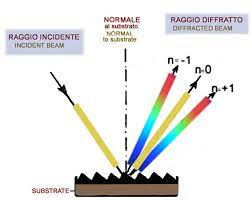 RAGGIO INCIDENTE
INCIDENT BEAM
NORMALE
al substrato
NORMAL
to substrate
RAGGIO DIFFRATTO
DIFFRACTED BEAM
n=-1
n=0
n=+1
SUBSTRATE